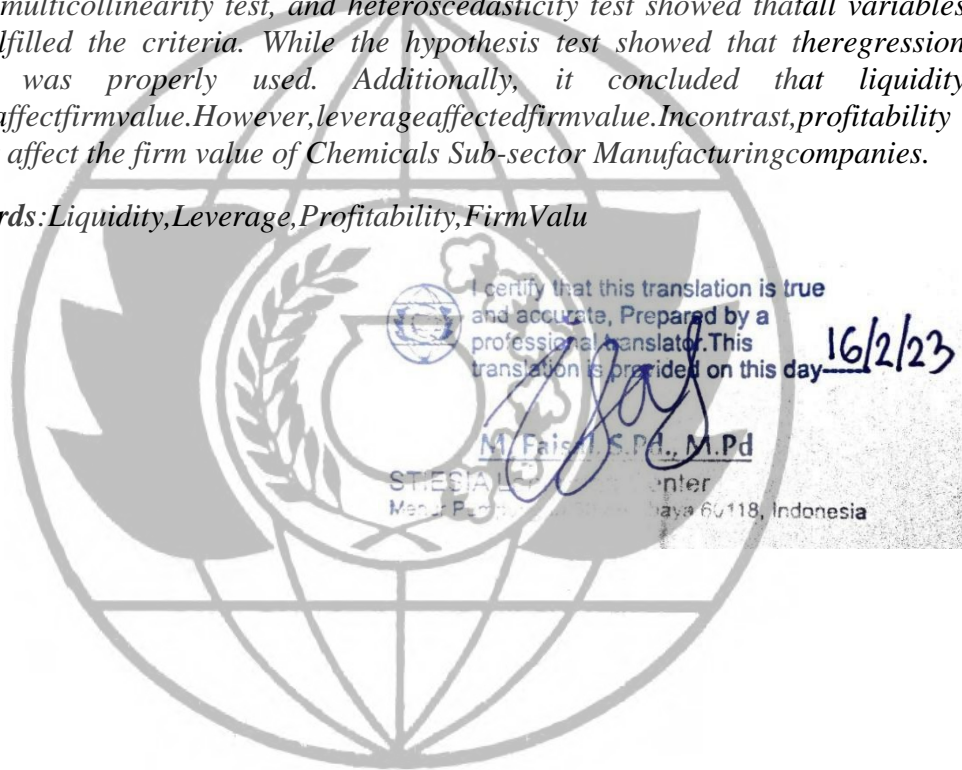 multicollinearity test, and heteroscedasticity test showed thatall variables
lfilled the criteria. While the hypothesis test showed that theregression
was properly used. Additionally, it concluded that liquidity
affectfirmvalue.However,leverageaffectedfirmvalue.Incontrast,profitability
affect the firm value of Chemicals Sub-sector Manufacturingcompanies.
rds:Liquidity,Leverage,Profitability,FirmValu
I certify that this translation is true
and accurate, Prepared by a
professional translator.This
translation is provided on this day 16/2/23
M. Faisal. S.Pd., M.Pd
STIESIA
60118, Indonesia